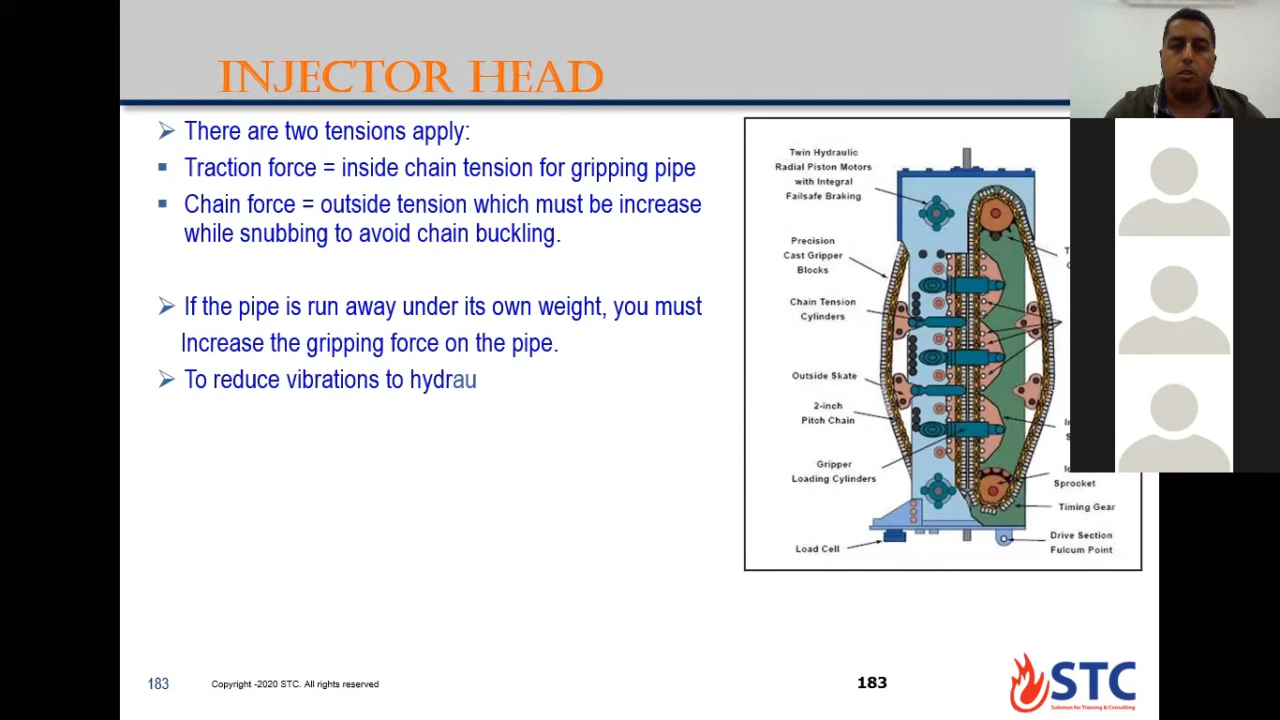 INJECTOR HEAD
There are two tensions apply:
Traction force = inside chain tension for gripping pipe
Chain force = outside tension which must be increase
while snubbing to avoid chain buckling.
If the pipe is run away under its own weight, you must
Increase the gripping force on the pipe.
To reduce vibrations to hydrau
Twin Hydraulic
Radial Piston Motors
with Integral
Failsafe Braking
Precision
Cast Gripper
Blocks
Chain Tension
Cylinders
Outside Skate
2-inch
Pitch Chain
Gripper
Loading Cylinders
Load Cell
Sprocket
Timing Gear
Drive Section
Fulcum Point
183
Copyright -2020 STC. All rights reserved
183
STC
Soliman for Training & Consulting